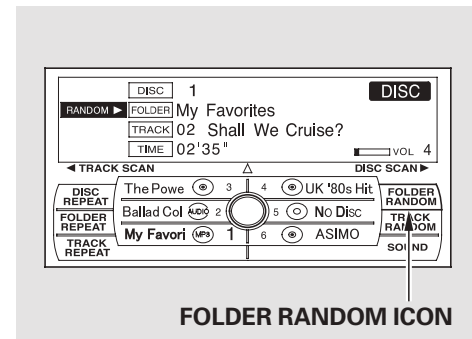 DISC 1 DISC
RANDOM ▶ FOLDER My Favorites
TRACK 02 Shall We Cruise?
TIME 02'35" VOL 4
◀ TRACK SCAN △ DISC SCAN ▶
DISC REPEAT The Powe 3 4 UK '80s Hit FOLDER RANDOM
FOLDER REPEAT Ballad Col AUDIO 2 5 No Disc TRACK RANDOM
TRACK REPEAT My Favori MP3 1 6 ASIMO SOUND
FOLDER RANDOM ICON